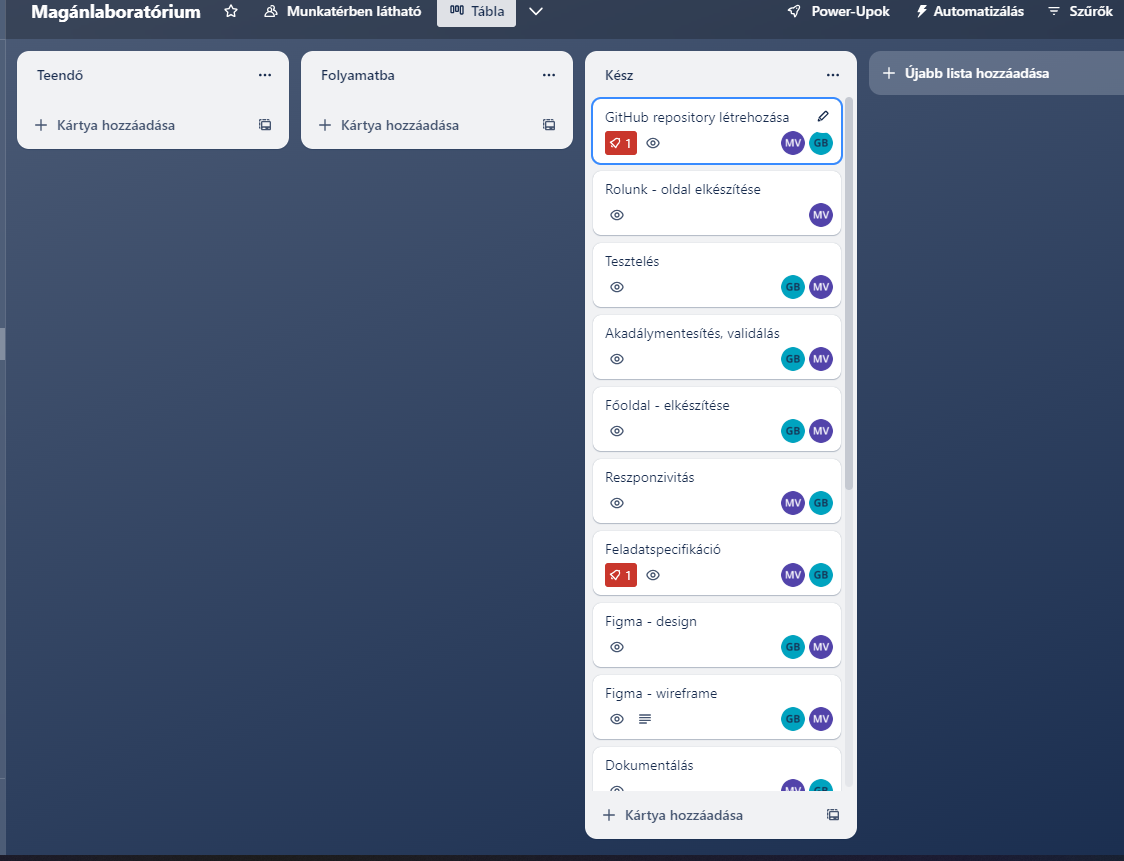 Magánlaboratórium
Munkatérben látható
Tábla
Power-Upok
Automatizálás
Szűrők
Teendő
Kártya hozzáadása
Folyamatba
Kártya hozzáadása
Kész
GitHub repository létrehozása
1
MV GB
Rolunk - oldal elkészítése
MV
Tesztelés
GB MV
Akadálymentesítés, validálás
GB MV
Főoldal - elkészítése
GB MV
Reszponzivitás
MV GB
Feladatspecifikáció
1
MV GB
Figma - design
GB MV
Figma - wireframe
GB MV
Dokumentálás
MV GB
Kártya hozzáadása
Újabb lista hozzáadása